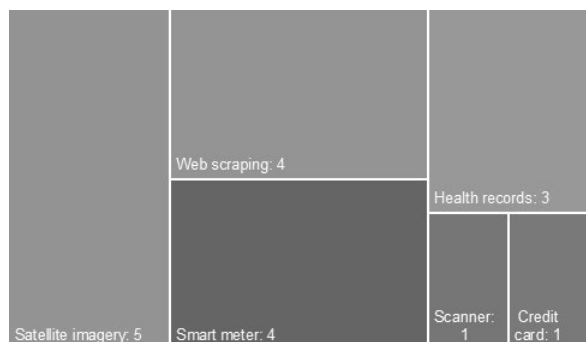 Web scraping: 4
Health records: 3
Satellite imagery: 5
Smart meter: 4
Scanner:
1
Credit
card: 1